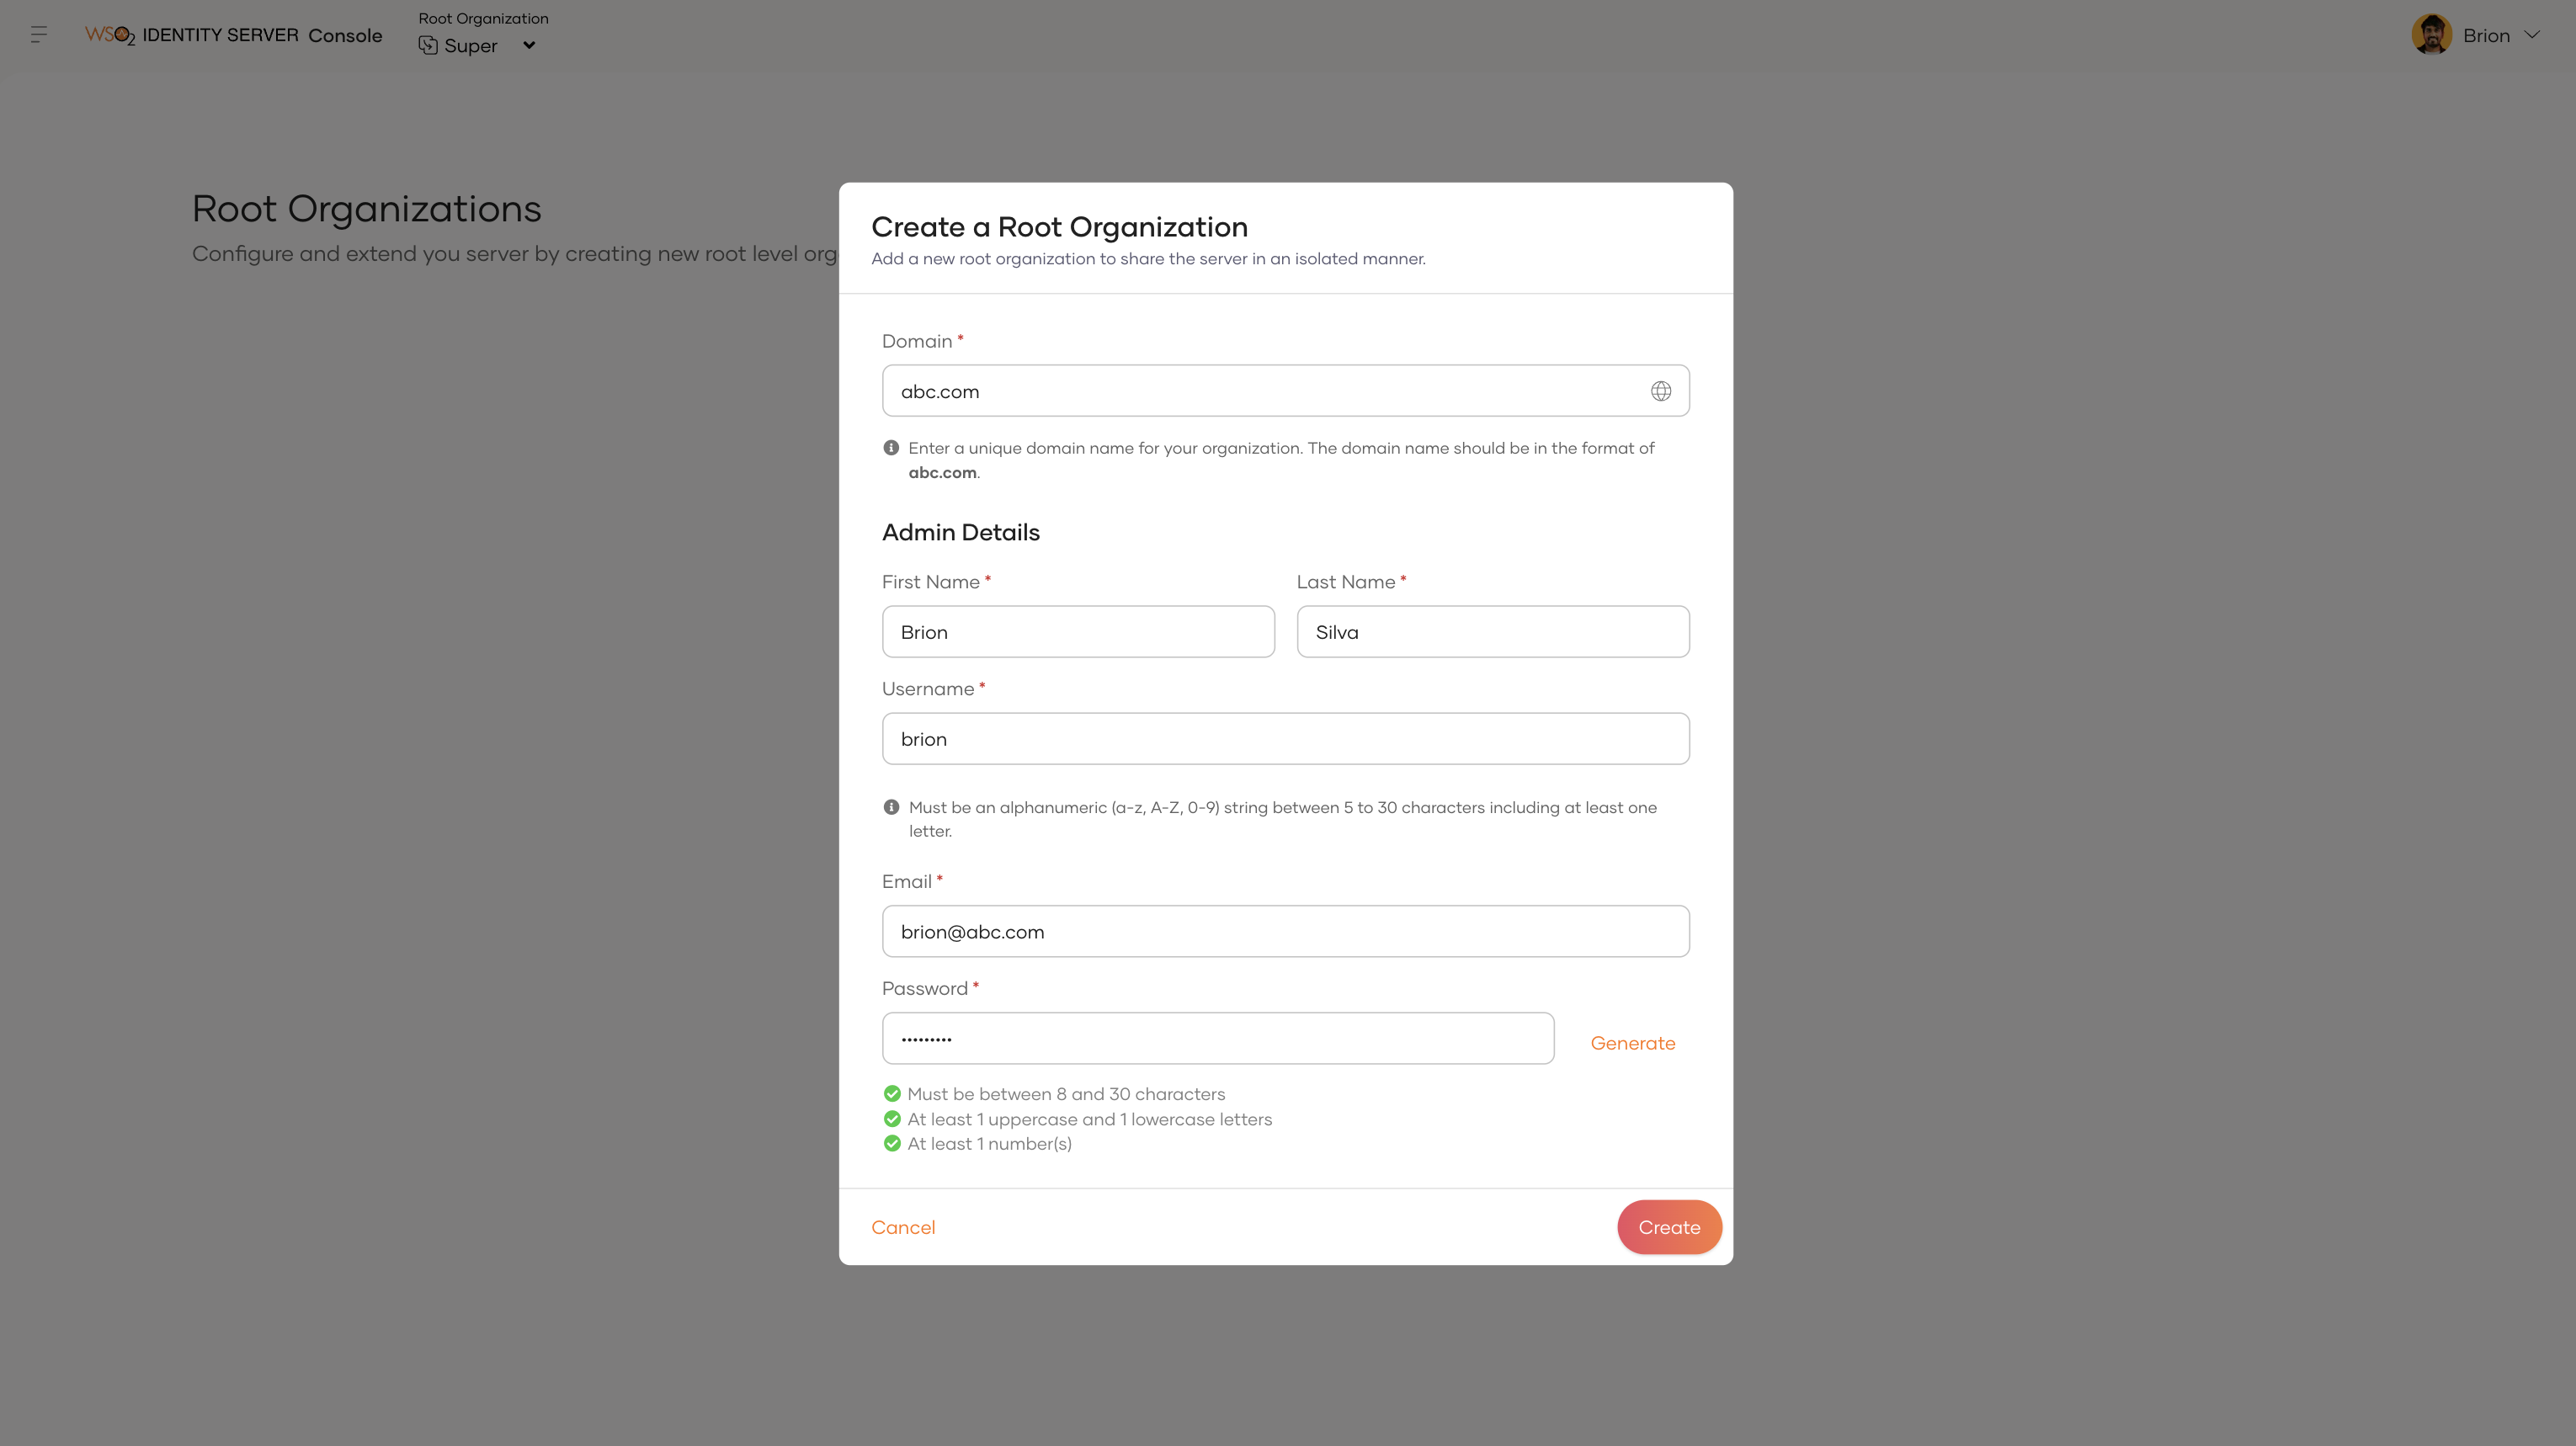 Root Organization
WSO2 IDENTITY SERVER Console
Super
Brion
Root Organizations
Configure and extend you server by creating new root level org
Create a Root Organization
Add a new root organization to share the server in an isolated manner.
Domain *
abc.com
Enter a unique domain name for your organization. The domain name should be in the format of
abc.com.
Admin Details
First Name * Last Name *
Brion Silva
Username *
brion
Must be an alphanumeric (a-z, A-Z, 0-9) string between 5 to 30 characters including at least one
letter.
Email *
brion@abc.com
Password *
•••••••••
Generate
Must be between 8 and 30 characters
At least 1 uppercase and 1 lowercase letters
At least 1 number(s)
Cancel Create